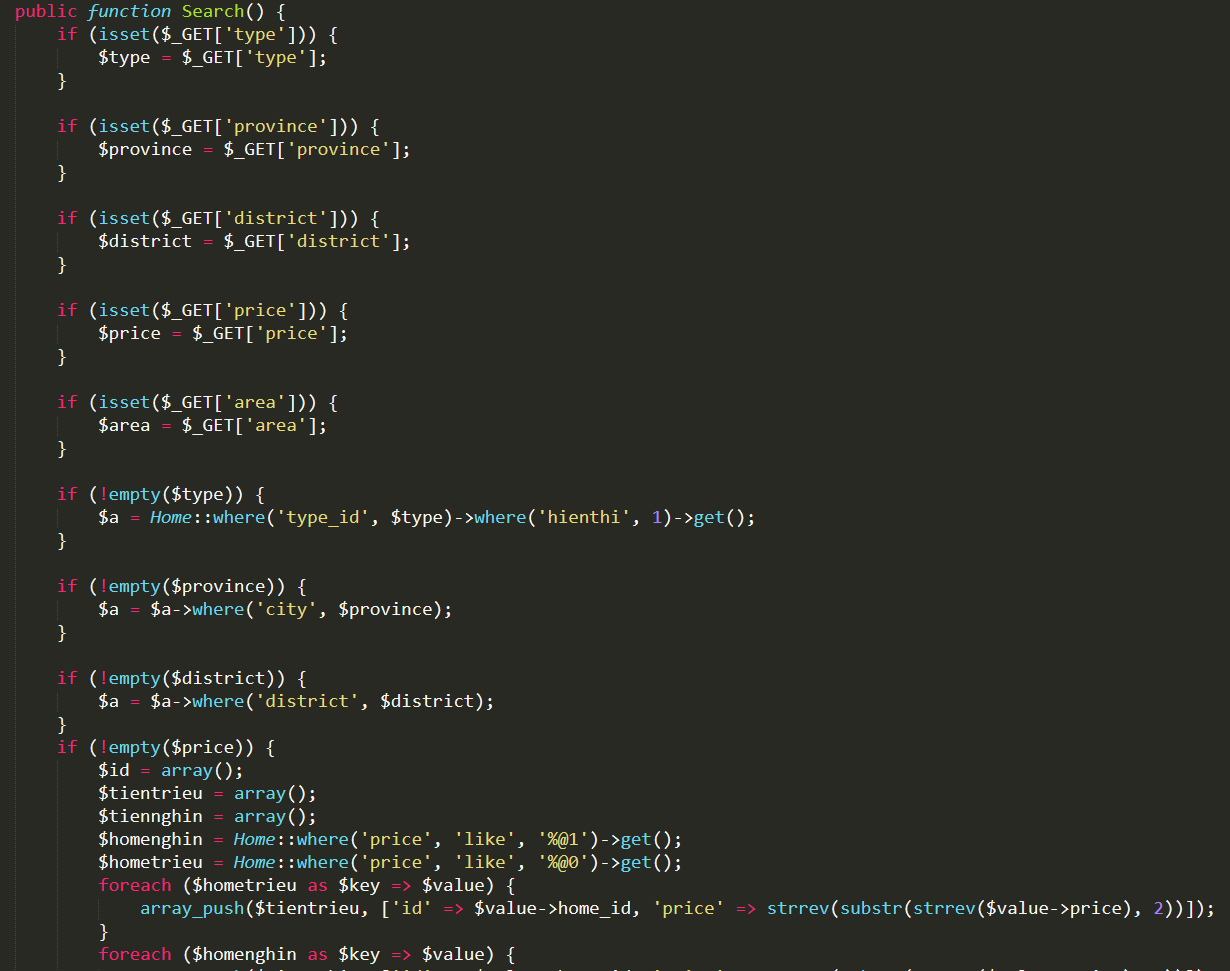 public function Search() {
if (isset($_GET['type'])) {
$type = $_GET['type'];
}
if (isset($_GET['province'])) {
$province = $_GET['province'];
}
if (isset($_GET['district'])) {
$district = $_GET['district'];
}
if (isset($_GET['price'])) {
$price = $_GET['price'];
}
if (isset($_GET['area'])) {
$area = $_GET['area'];
}
if (!empty($type)) {
$a = Home::where('type_id', $type)->where('hienthi', 1)->get();
}
if (!empty($province)) {
$a = $a->where('city', $province);
}
if (!empty($district)) {
$a = $a->where('district', $district);
}
if (!empty($price)) {
$id = array();
$tientrieu = array();
$tiennghin = array();
$homenghin = Home::where('price', 'like', '%@1')->get();
$hometrieu = Home::where('price', 'like', '%@0')->get();
foreach ($hometrieu as $key => $value) {
array_push($tientrieu, ['id' => $value->home_id, 'price' => strrev(substr(strrev($value->price), 2))]);
}
foreach ($homenghin as $key => $value) {